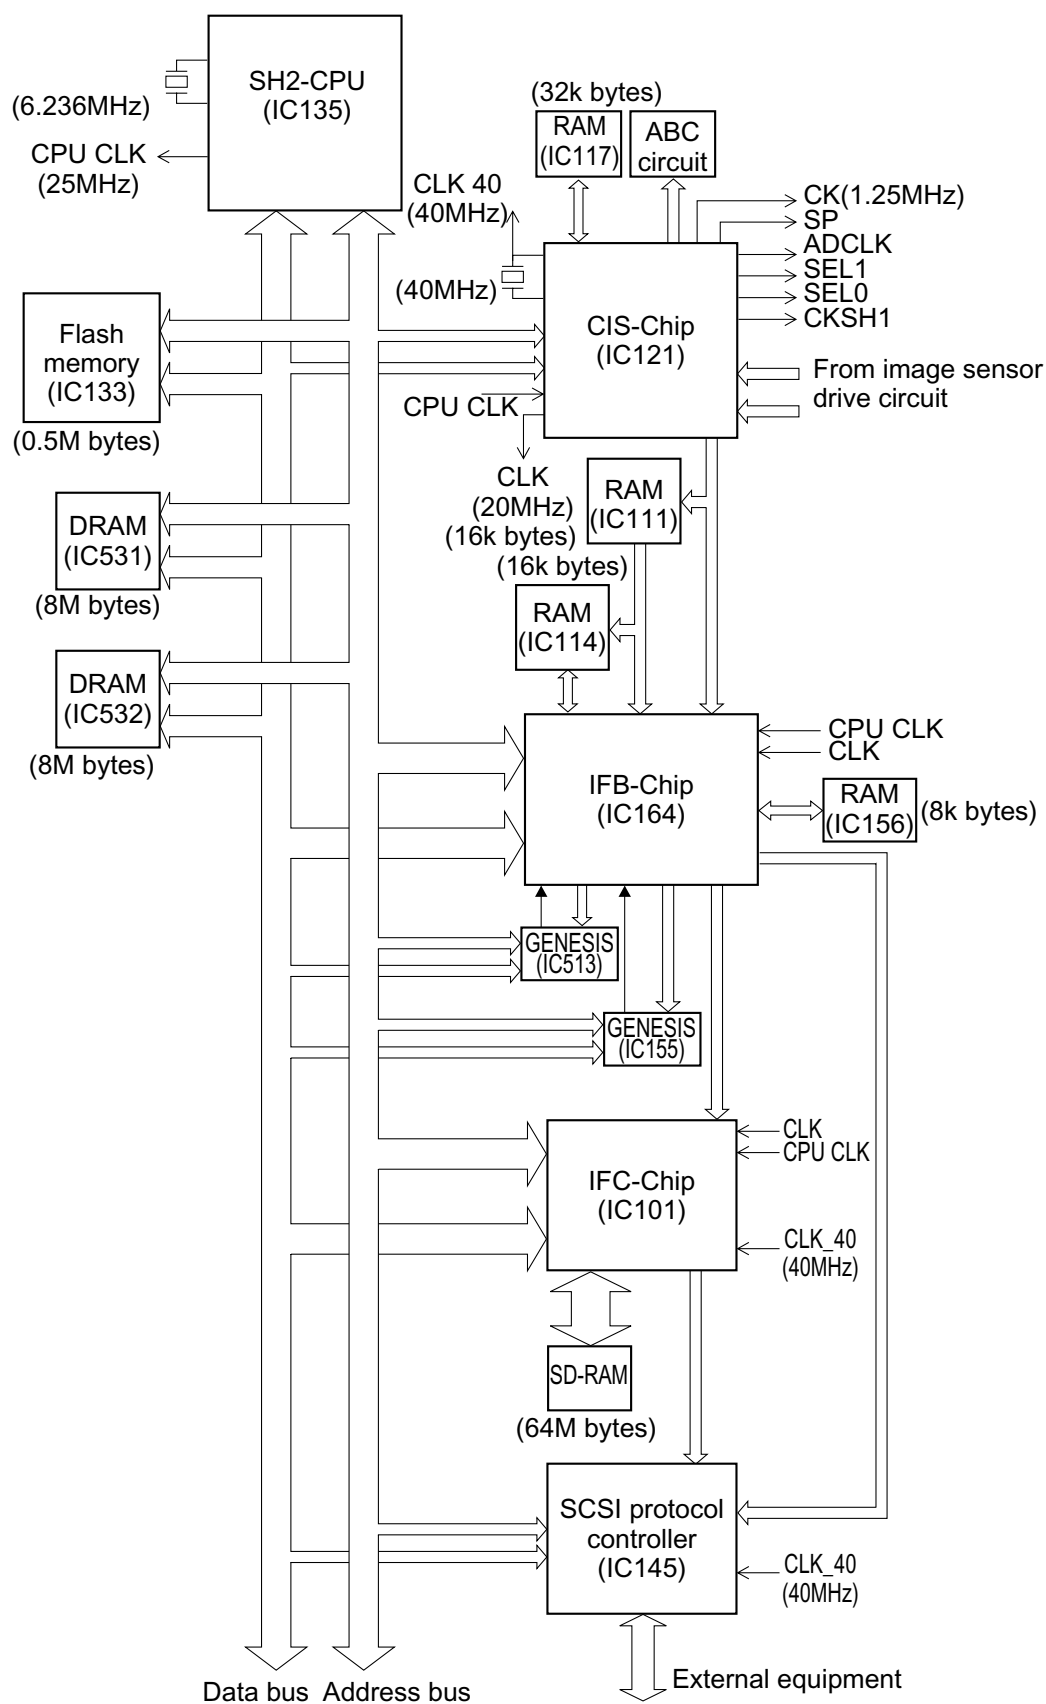 SH2-CPU
(IC135)
(6.236MHz)
CPU CLK
(25MHz)
(32k bytes)
RAM
(IC117)
ABC
circuit
CLK 40
(40MHz)
(40MHz)
CK(1.25MHz)
SP
ADCLK
SEL1
SEL0
CKSH1
CIS-Chip
(IC121)
Flash
memory
(IC133)
(0.5M bytes)
From image sensor
drive circuit
CPU CLK
CLK
(20MHz)
(16k bytes)
RAM
(IC111)
DRAM
(IC531)
(8M bytes)
(16k bytes)
RAM
(IC114)
DRAM
(IC532)
(8M bytes)
IFB-Chip
(IC164)
CPU CLK
CLK
RAM
(IC156)
(8k bytes)
GENESIS
(IC513)
GENESIS
(IC155)
IFC-Chip
(IC101)
CLK
CPU CLK
CLK_40
(40MHz)
SD-RAM
(64M bytes)
SCSI protocol
controller
(IC145)
CLK_40
(40MHz)
External equipment
Data bus
Address bus